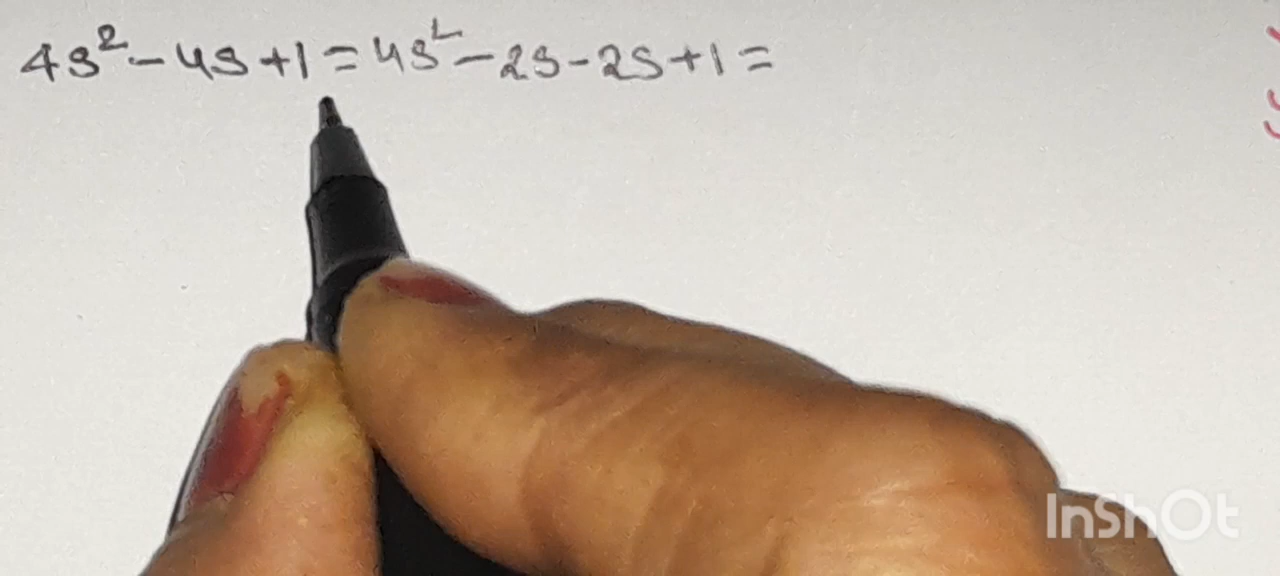 4s² - 4s + 1 = 4s² - 2s - 2s + 1 =
InShOt